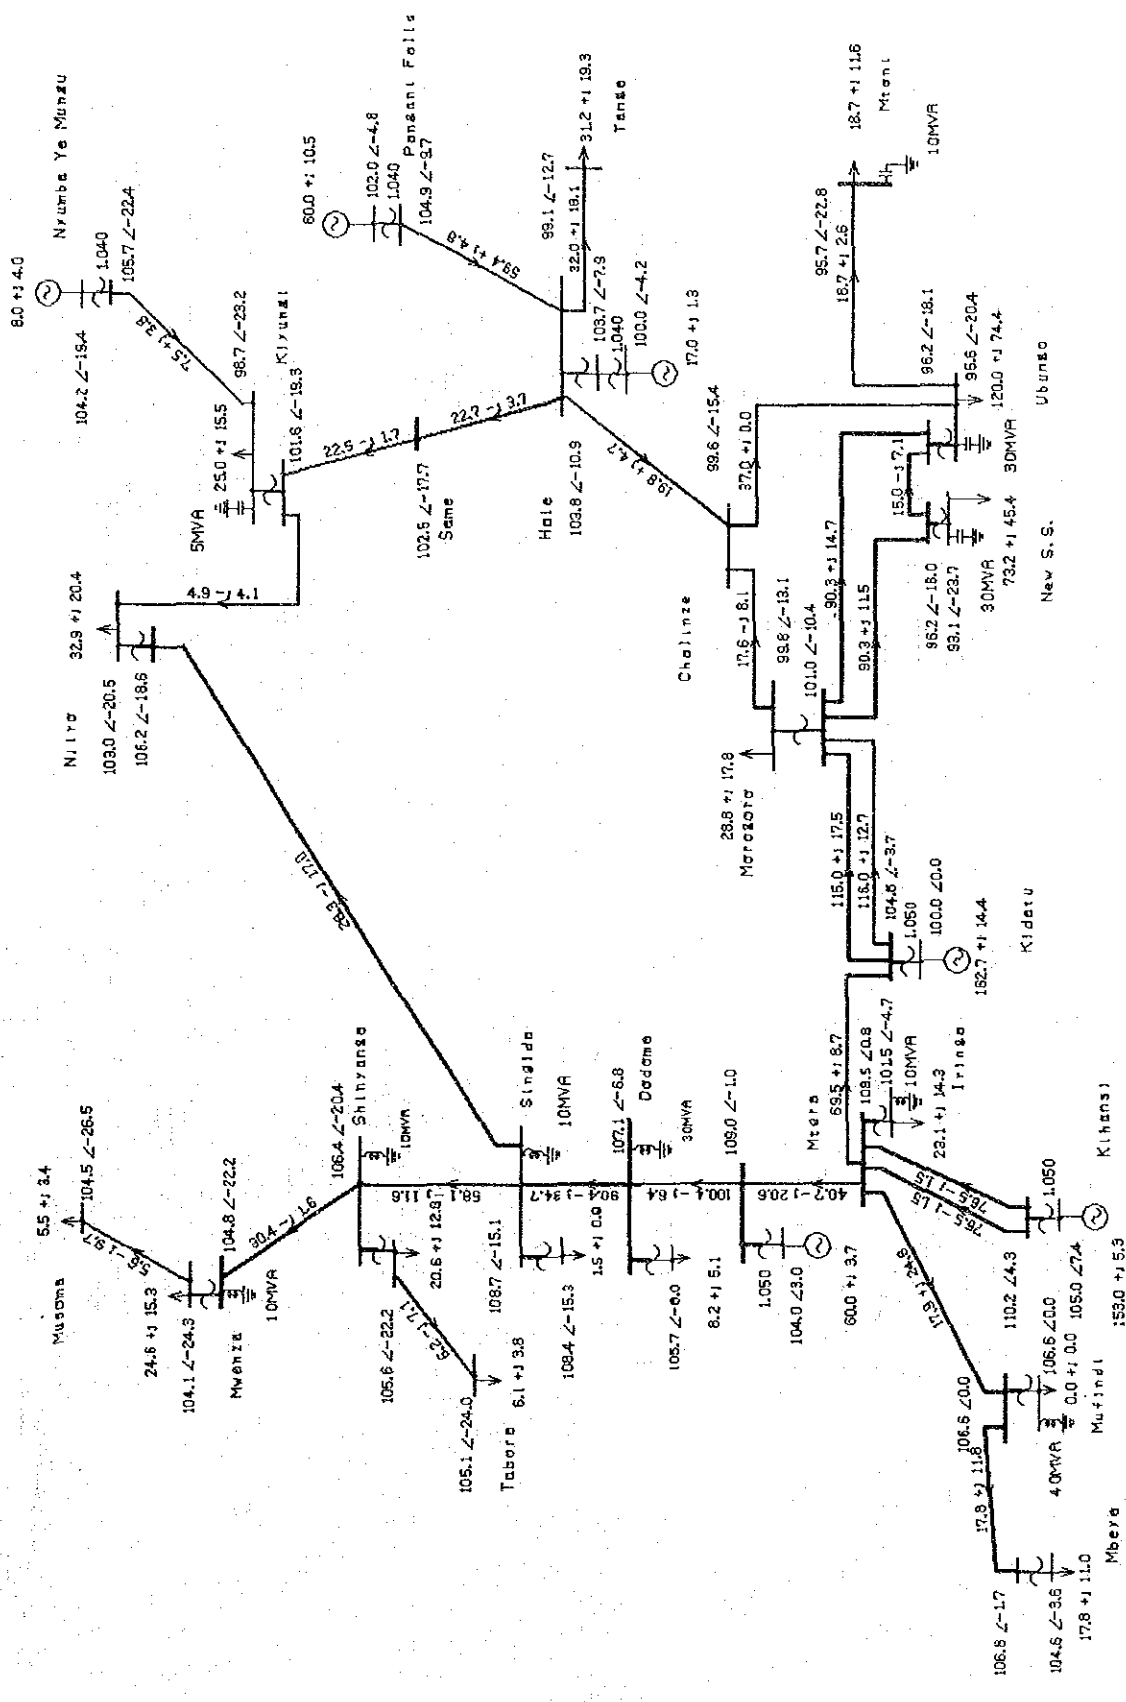 Nyumba Ye Mungu
8.0 +j 4.0
104.2 ∠-19.4
1.040
105.7 ∠-22.4
7.5 +j 3.8
98.7 ∠-23.2
Kiyungi
25.0 +j 15.5
5MVA
101.6 ∠-19.3
22.5 -j 1.7
102.5 ∠-17.7
Same
22.7 -j 3.7
Hale
103.8 ∠-10.9
Pangani Falls
60.0 +j 10.5
102.0 ∠-4.8
1.040
104.9 ∠-9.7
59.4 +j 4.8
99.1 ∠-12.7
31.2 +j 19.3
Tanga
32.0 +j 18.1
103.7 ∠-7.9
1.040
100.0 ∠-4.2
17.0 +j 1.3
19.8 +j 4.7
4.9 -j 4.1
32.9 +j 20.4
Njiro
103.0 ∠-20.5
106.2 ∠-18.6
28.3 -j 17.0
Chalinze
99.6 ∠-15.4
37.0 +j 0.0
17.6 -j 8.1
99.8 ∠-13.1
101.0 ∠-10.4
28.8 +j 17.8
Morogoro
90.3 +j 14.7
90.3 +j 11.5
15.0 -j 7.1
96.2 ∠-18.1
95.6 ∠-20.4
120.0 +j 74.4
30MVA
Ubungo
96.2 ∠-18.0
93.1 ∠-23.7
30MVA
73.2 +j 45.4
New S.S.
95.7 ∠-22.8
18.7 +j 2.6
18.7 +j 11.6
Mtoni
10MVA
115.0 +j 17.5
116.0 +j 12.7
104.6 ∠-3.7
1.050
100.0 ∠0.0
162.7 +j 14.4
Kidatu
69.5 +j 8.7
109.5 ∠0.8
101.5 ∠-4.7
10MVA
23.1 +j 14.3
Iringa
76.5 -j 1.5
76.5 -j 1.5
1.050
110.2 ∠4.3
105.0 ∠7.4
153.0 +j 5.3
Kihansi
40.7 -j 20.6
Mtera
109.0 ∠-1.0
1.050
104.0 ∠3.0
60.0 +j 3.7
100.4 -j 6.4
107.1 ∠-6.8
Dodoma
30MVA
105.7 ∠-8.0
8.2 +j 5.1
90.4 -j 34.7
Singida
10MVA
108.7 ∠-15.1
1.5 +j 0.9
108.4 ∠-15.3
58.1 -j 11.6
106.4 ∠-20.4
Shinyanga
10MVA
20.6 +j 12.8
105.6 ∠-22.2
6.2 -j 7.1
105.1 ∠-24.0
6.1 +j 3.8
Tabora
30.4 -j 1.6
104.8 ∠-22.2
10MVA
24.6 +j 15.3
104.1 ∠-24.3
Mwanza
5.6 -j 9.7
5.5 +j 3.4
104.5 ∠-26.5
Musoma
106.6 ∠0.0
106.6 ∠0.0
0.0 +j 0.0
40MVA
Mufindi
17.8 +j 11.8
106.8 ∠-1.7
104.6 ∠-3.6
17.8 +j 11.0
Mbeya